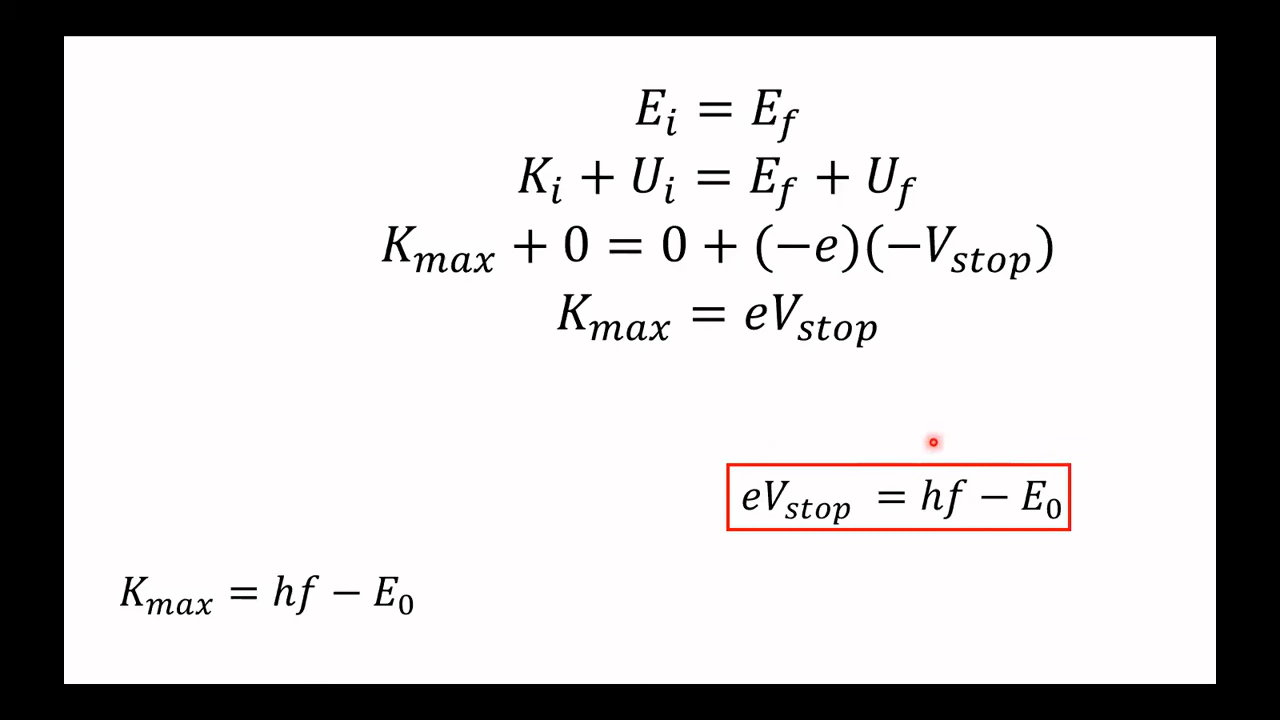 E_i = E_f
K_i + U_i = E_f + U_f
K_max + 0 = 0 + (−e)(−V_stop)
K_max = eV_stop
eV_stop = hf − E_0
K_max = hf − E_0